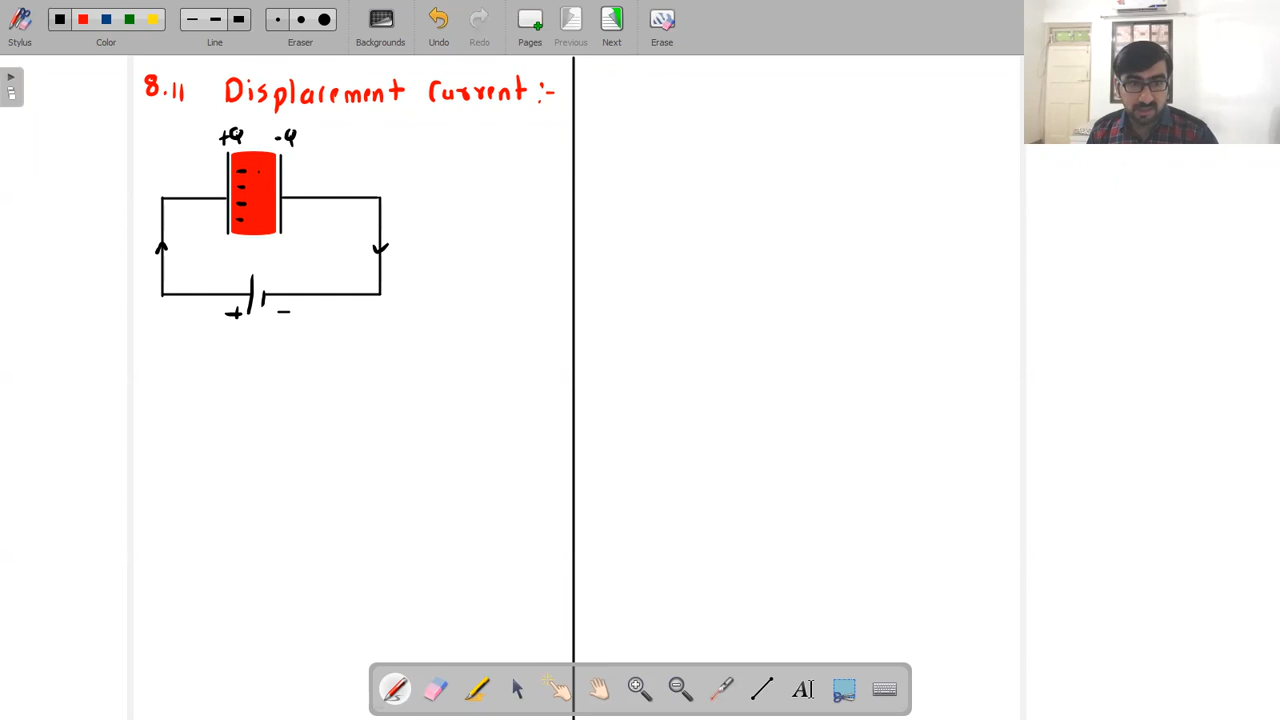 Stylus
Color
Line
Eraser
Backgrounds
Undo
Redo
Pages
Previous
Next
Erase
8.11 Displacement Current :-
+Q -Q
+ -